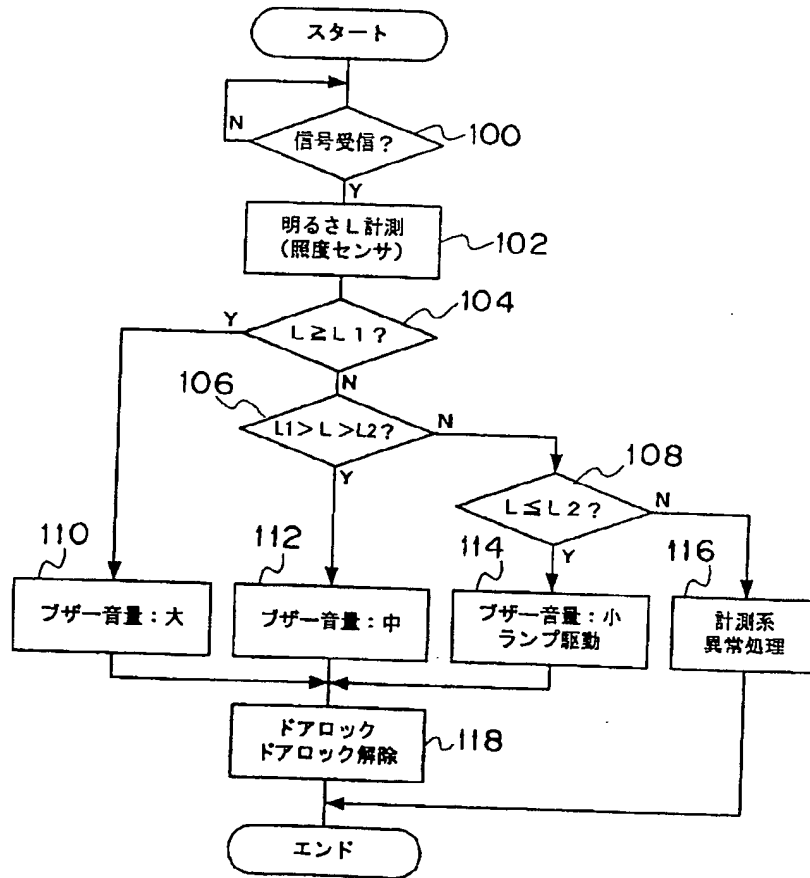 スタート
N
信号受信?
100
Y
明るさL計測
(照度センサ)
102
104
Y
L≧L1?
N
106
L1>L>L2?
N
Y
108
L≦L2?
N
Y
110
ブザー音量:大
112
ブザー音量:中
114
ブザー音量:小
ランプ駆動
116
計測系
異常処理
ドアロック
ドアロック解除
118
エンド